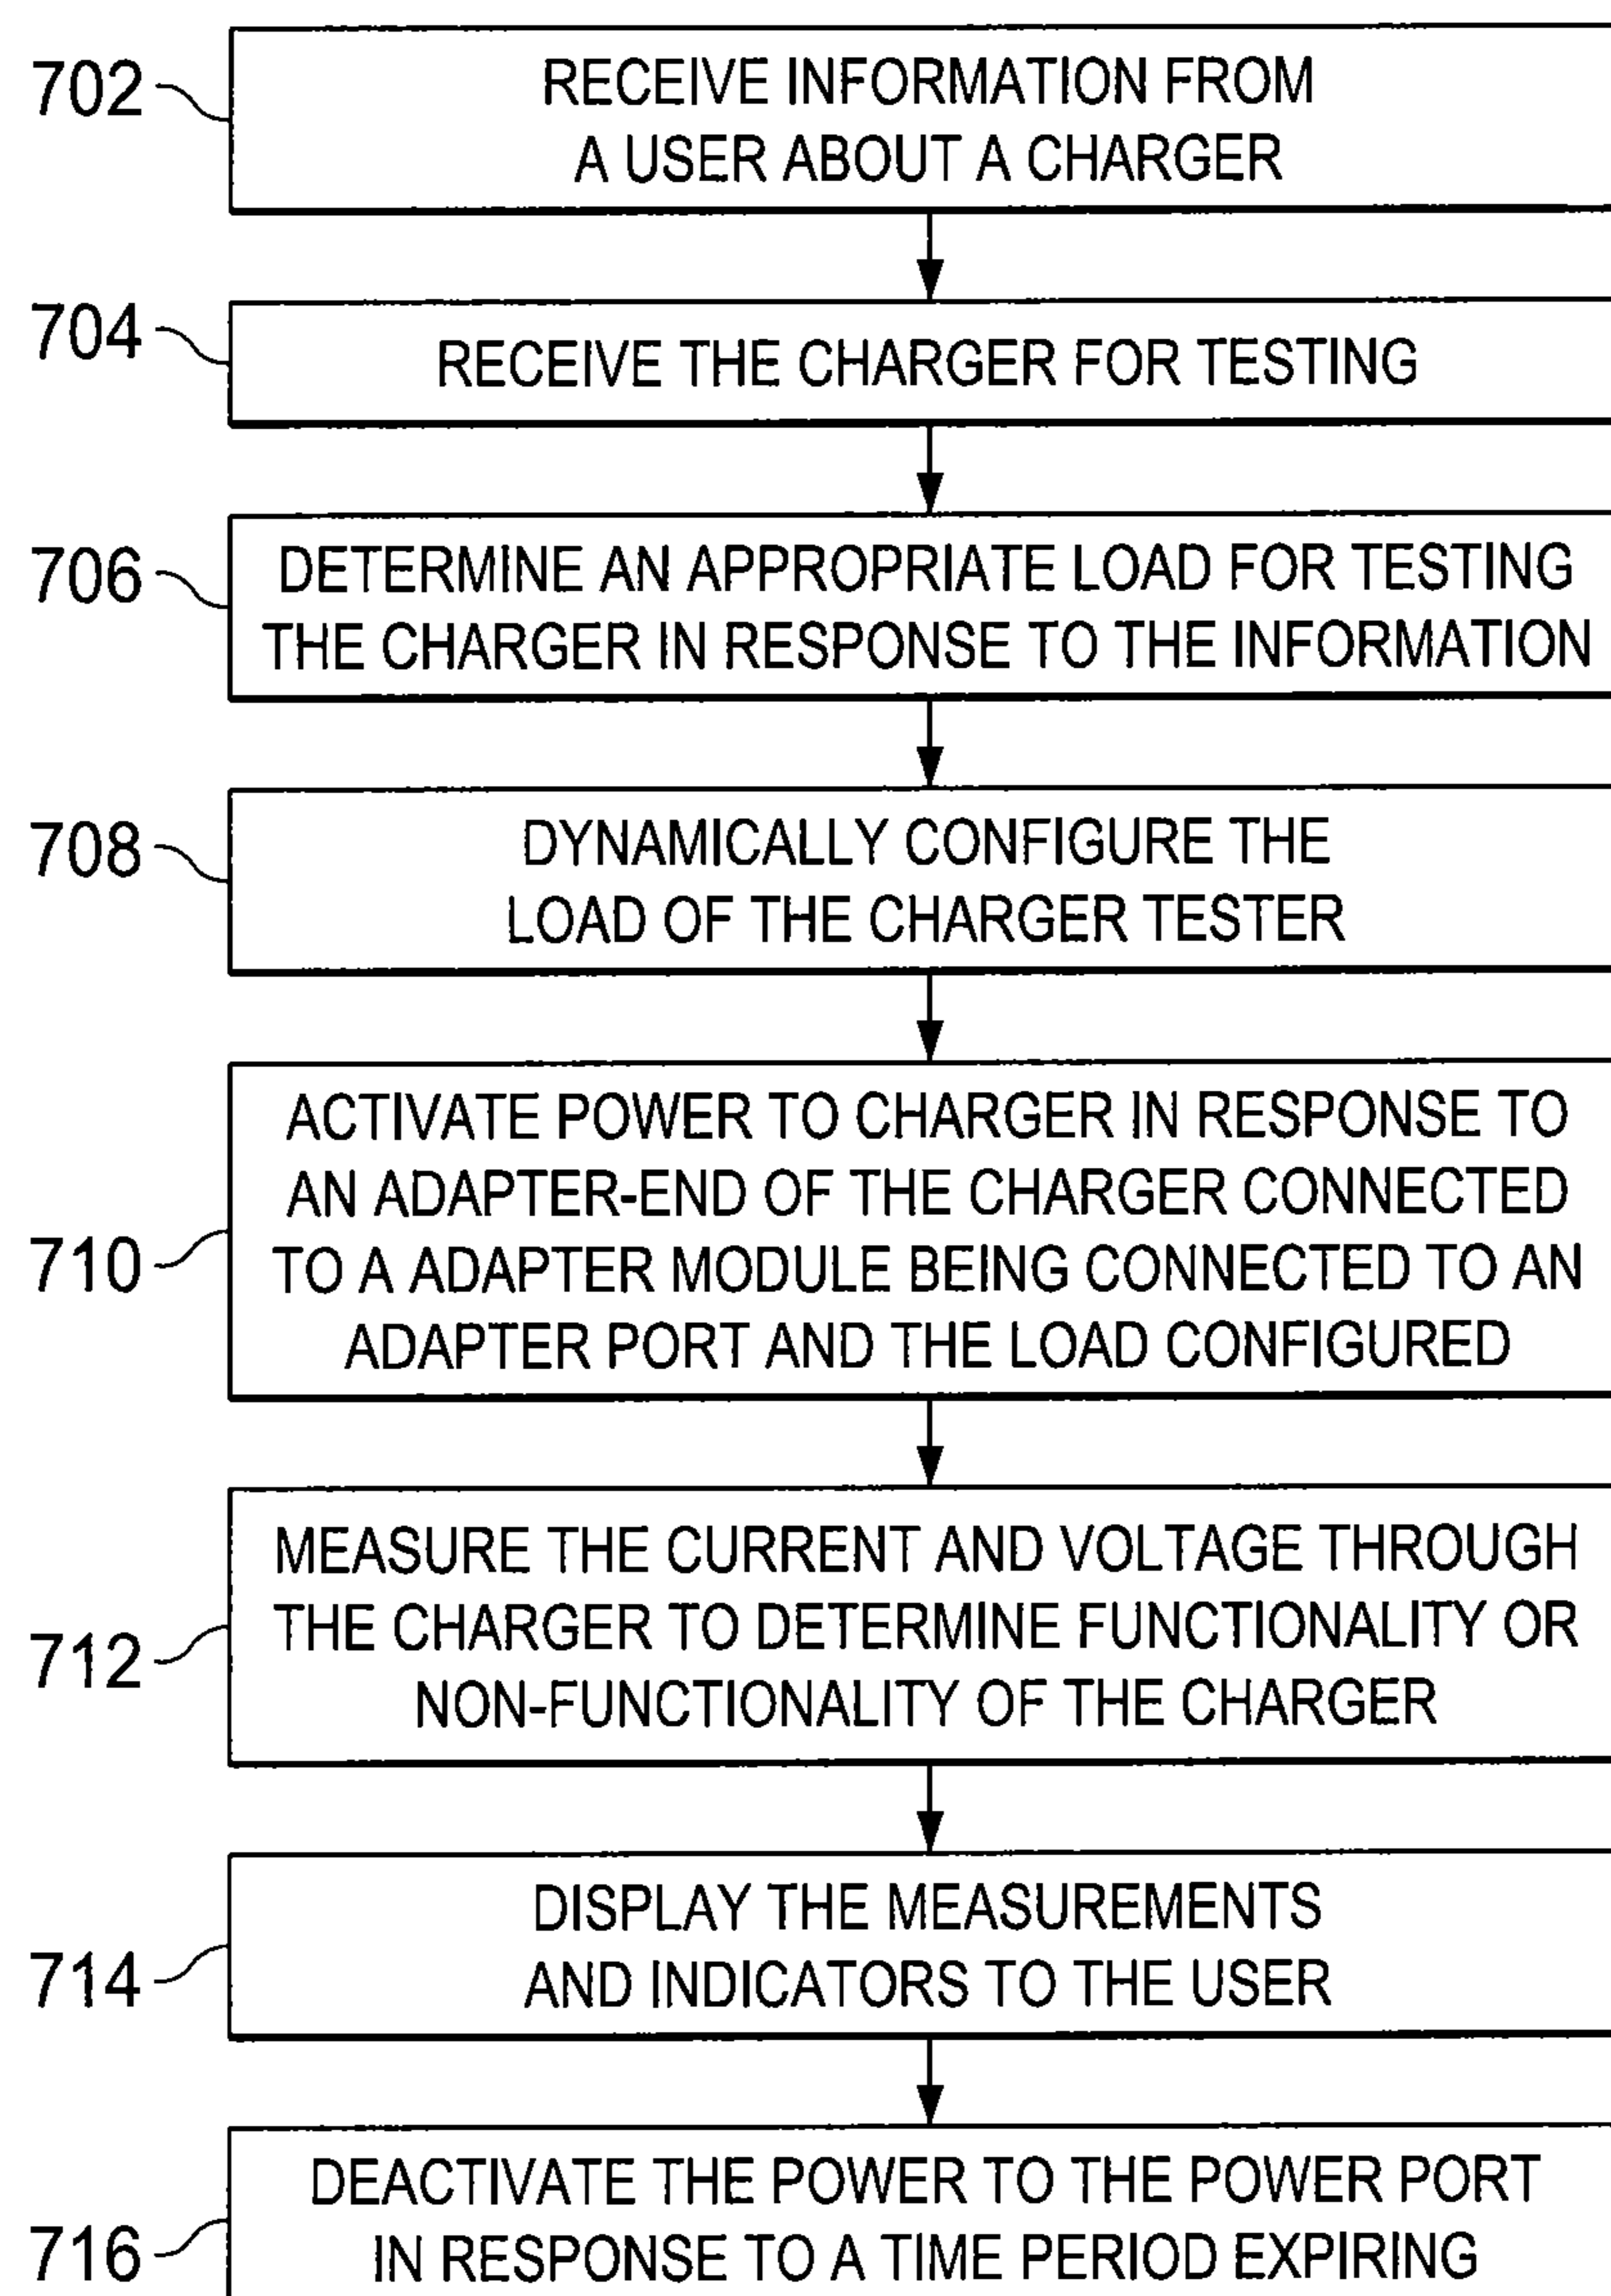 702
RECEIVE INFORMATION FROM
A USER ABOUT A CHARGER
704
RECEIVE THE CHARGER FOR TESTING
706
DETERMINE AN APPROPRIATE LOAD FOR TESTING
THE CHARGER IN RESPONSE TO THE INFORMATION
708
DYNAMICALLY CONFIGURE THE
LOAD OF THE CHARGER TESTER
710
ACTIVATE POWER TO CHARGER IN RESPONSE TO
AN ADAPTER-END OF THE CHARGER CONNECTED
TO A ADAPTER MODULE BEING CONNECTED TO AN
ADAPTER PORT AND THE LOAD CONFIGURED
712
MEASURE THE CURRENT AND VOLTAGE THROUGH
THE CHARGER TO DETERMINE FUNCTIONALITY OR
NON-FUNCTIONALITY OF THE CHARGER
714
DISPLAY THE MEASUREMENTS
AND INDICATORS TO THE USER
716
DEACTIVATE THE POWER TO THE POWER PORT
IN RESPONSE TO A TIME PERIOD EXPIRING